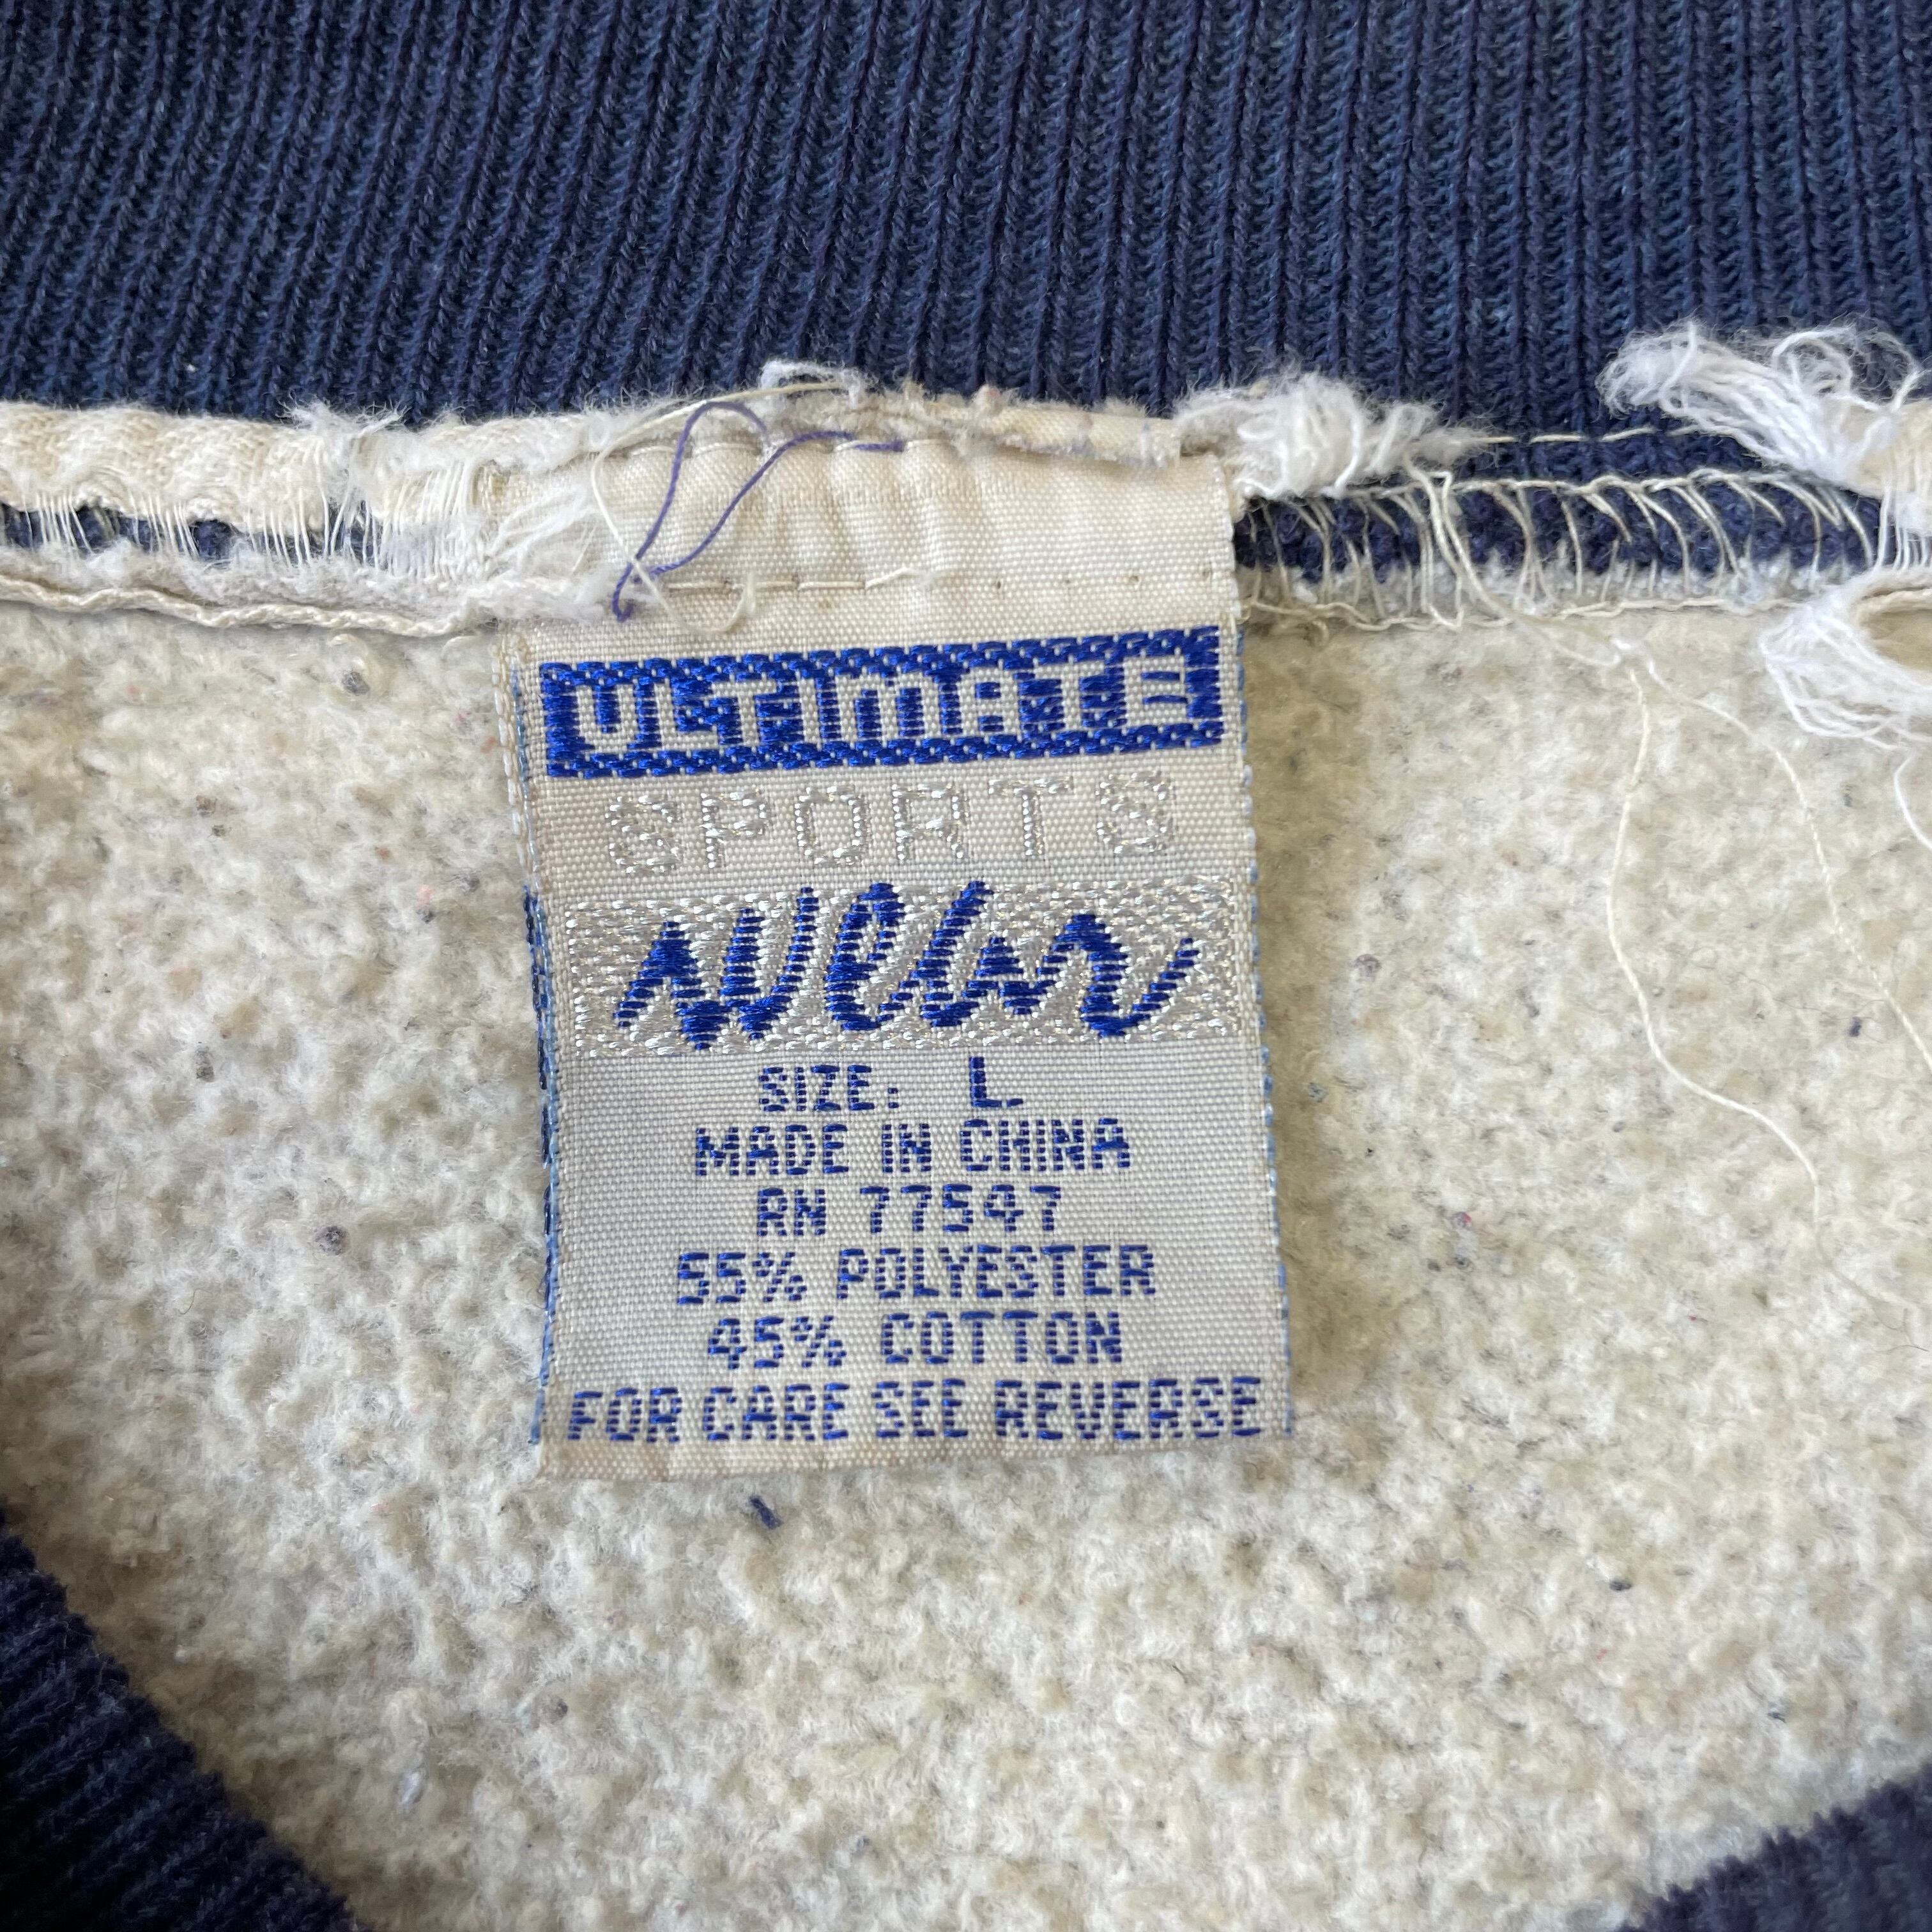 ULTIMATE
SPORTS
Wear
SIZE: L
MADE IN CHINA
RN 77547
55% POLYESTER
45% COTTON
FOR CARE SEE REVERSE